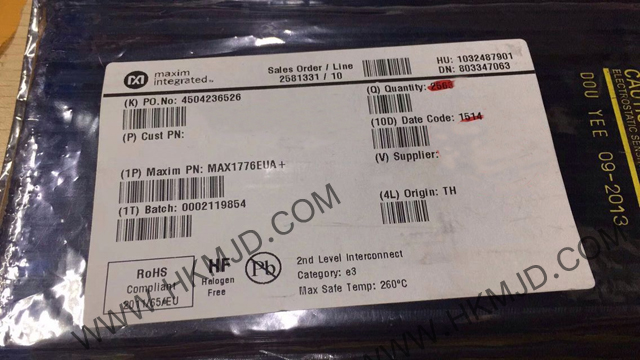 maxim
integrated™
Sales Order / Line
2581331 / 10
HU: 1032487901
DN: 803347063
(K) PO.No: 4504236526
(Q) Quantity:
(P) Cust PN:
(10D) Date Code: 1514
(V) Supplier:
(1P) Maxim PN: MAX1776EUA+
(4L) Origin: TH
(1T) Batch: 0002119854
RoHS
Compliant
2011/65/EU
HF
Halogen
Free
Pb
2nd Level Interconnect
Category: e3
Max Safe Temp: 260°C
DOU YEE 09-2013
WWW.HKMJD.COM
WWW.HKMJD.COM